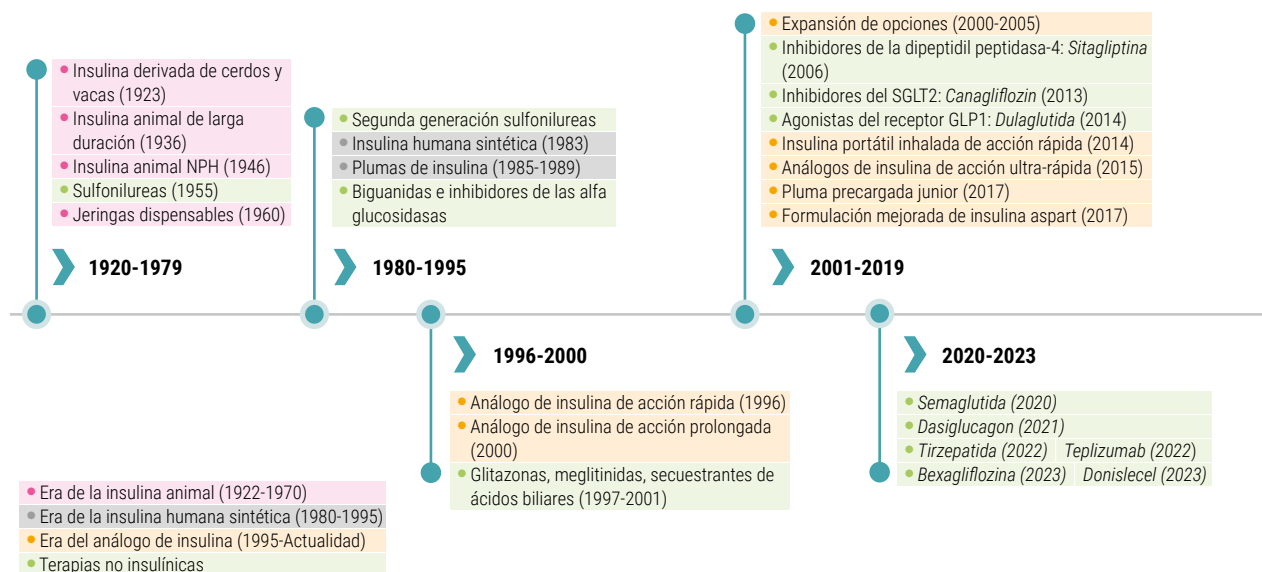 • Insulina derivada de cerdos y
vacas (1923)
• Insulina animal de larga
duración (1936)
• Insulina animal NPH (1946)
• Sulfonilureas (1955)
• Jeringas dispensables (1960)
1920-1979
• Segunda generación sulfonilureas
• Insulina humana sintética (1983)
• Plumas de insulina (1985-1989)
• Biguanidas e inhibidores de las alfa
glucosidasas
1980-1995
1996-2000
• Análogo de insulina de acción rápida (1996)
• Análogo de insulina de acción prolongada
(2000)
• Glitazonas, meglitinidas, secuestrantes de
ácidos biliares (1997-2001)
• Expansión de opciones (2000-2005)
• Inhibidores de la dipeptidil peptidasa-4: Sitagliptina
(2006)
• Inhibidores del SGLT2: Canagliflozin (2013)
• Agonistas del receptor GLP1: Dulaglutida (2014)
• Insulina portátil inhalada de acción rápida (2014)
• Análogos de insulina de acción ultra-rápida (2015)
• Pluma precargada junior (2017)
• Formulación mejorada de insulina aspart (2017)
2001-2019
2020-2023
• Semaglutida (2020)
• Dasiglucagon (2021)
• Tirzepatida (2022) Teplizumab (2022)
• Bexagliflozina (2023) Donislecel (2023)
• Era de la insulina animal (1922-1970)
• Era de la insulina humana sintética (1980-1995)
• Era del análogo de insulina (1995-Actualidad)
• Terapias no insulínicas